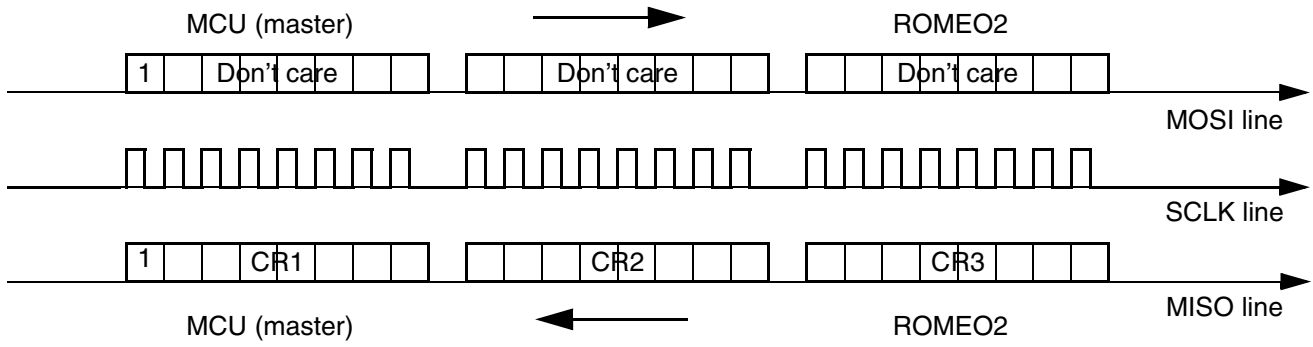 MCU (master) ROMEO2
1 Don't care Don't care Don't care
MOSI line
SCLK line
1 CR1 CR2 CR3
MISO line
MCU (master) ROMEO2